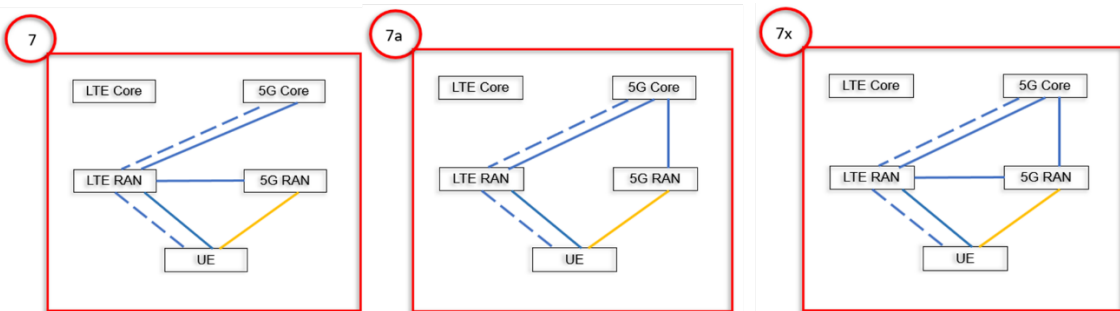 7
LTE Core
5G Core
LTE RAN
5G RAN
UE
7a
LTE Core
5G Core
LTE RAN
5G RAN
UE
7x
LTE Core
5G Core
LTE RAN
5G RAN
UE